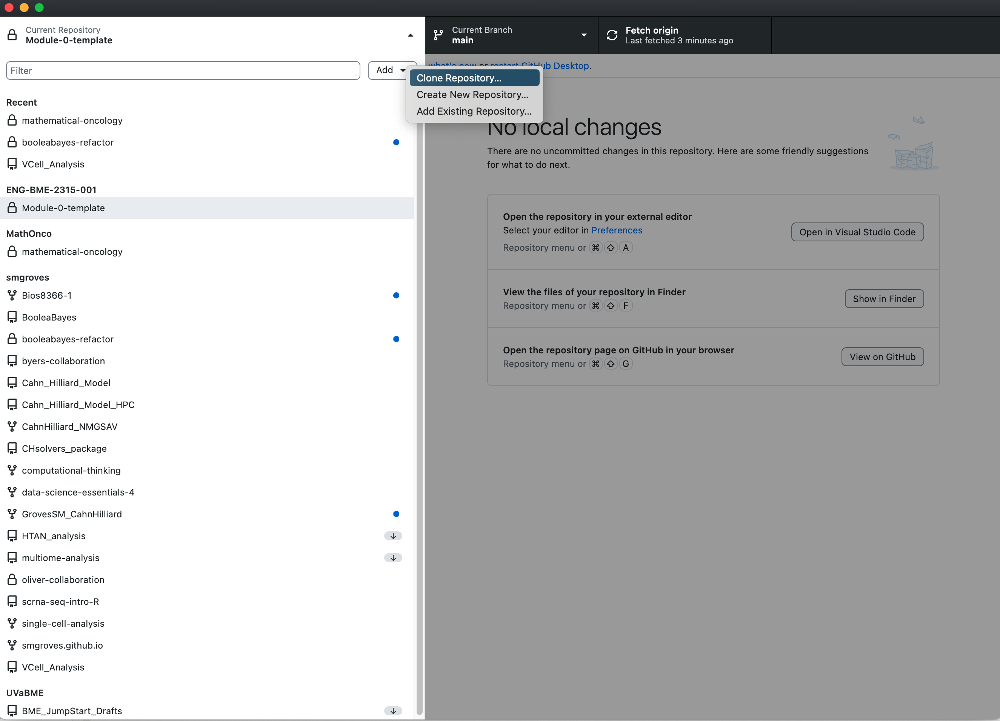 Current Repository
Module-0-template
Current Branch
main
Fetch origin
Last fetched 3 minutes ago
Filter
Add
what's now or restart GitHub Desktop.
Clone Repository...
Create New Repository...
Add Existing Repository...
Recent
mathematical-oncology
booleabayes-refactor
VCell_Analysis
ENG-BME-2315-001
Module-0-template
MathOnco
mathematical-oncology
smgroves
Bios8366-1
BooleaBayes
booleabayes-refactor
byers-collaboration
Cahn_Hilliard_Model
Cahn_Hilliard_Model_HPC
CahnHilliard_NMGSAV
CHsolvers_package
computational-thinking
data-science-essentials-4
GrovesSM_CahnHilliard
HTAN_analysis
multiome-analysis
oliver-collaboration
scrna-seq-intro-R
single-cell-analysis
smgroves.github.io
VCell_Analysis
UVaBME
BME_JumpStart_Drafts
No local changes
There are no uncommitted changes in this repository. Here are some friendly suggestions
for what to do next.
Open the repository in your external editor
Select your editor in Preferences
Repository menu or ⌘ ⇧ A
Open in Visual Studio Code
View the files of your repository in Finder
Repository menu or ⌘ ⇧ F
Show in Finder
Open the repository page on GitHub in your browser
Repository menu or ⌘ ⇧ G
View on GitHub